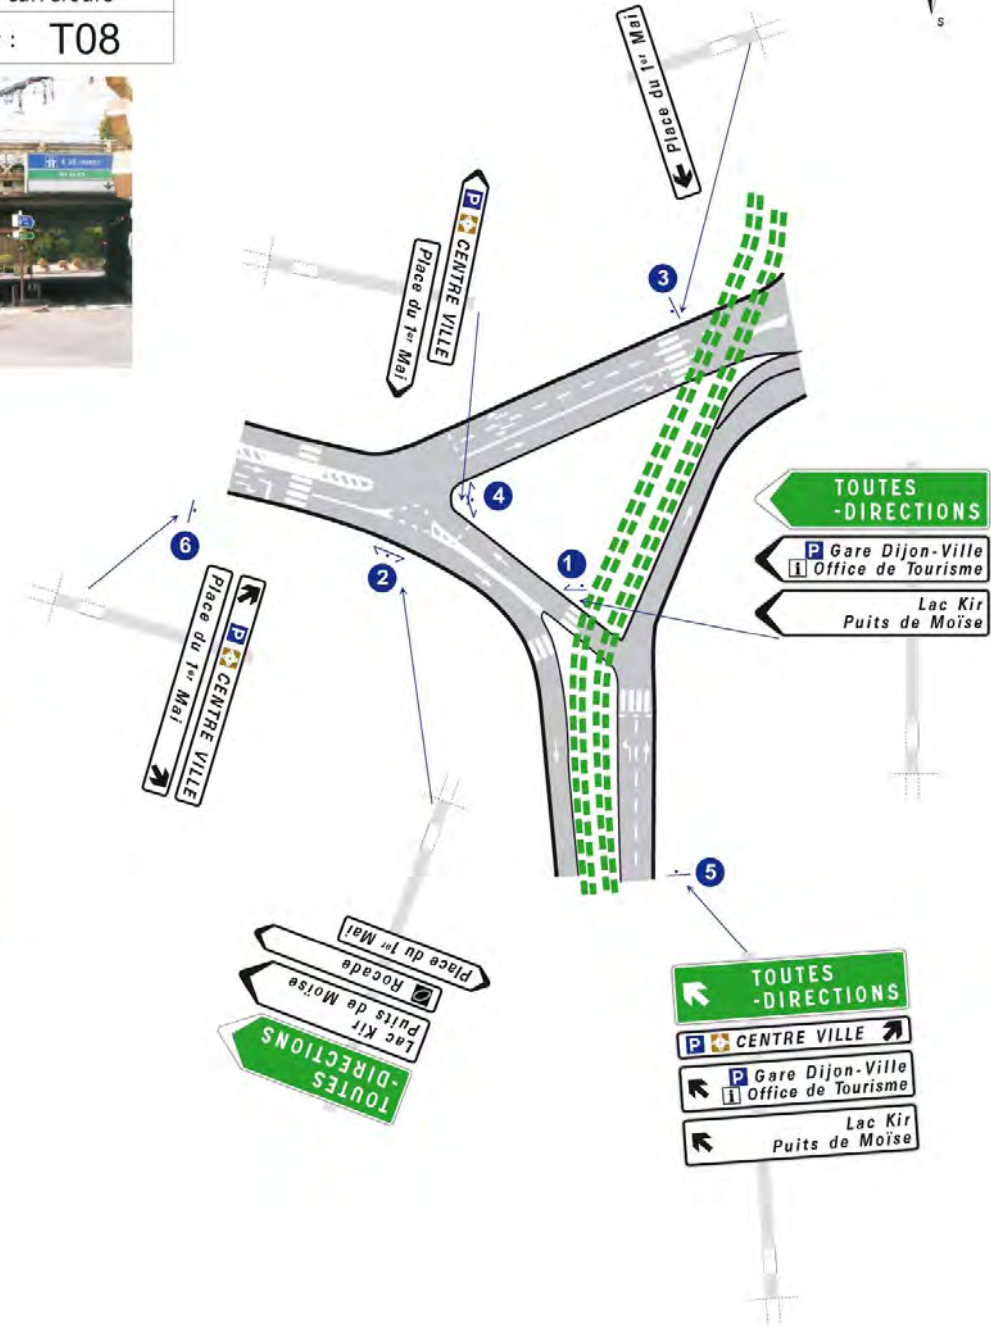 : T08
S
Place du 1er Mai
3
P CENTRE VILLE
Place du 1er Mai
4
1
TOUTES
-DIRECTIONS
P Gare Dijon-Ville
i Office de Tourisme
Lac Kir
Puits de Moïse
6
2
P CENTRE VILLE
Place du 1er Mai
5
Place du 1er Mai
Rocade
Lac Kir
Puits de Moïse
TOUTES
-DIRECTIONS
TOUTES
-DIRECTIONS
P CENTRE VILLE
P Gare Dijon-Ville
i Office de Tourisme
Lac Kir
Puits de Moïse